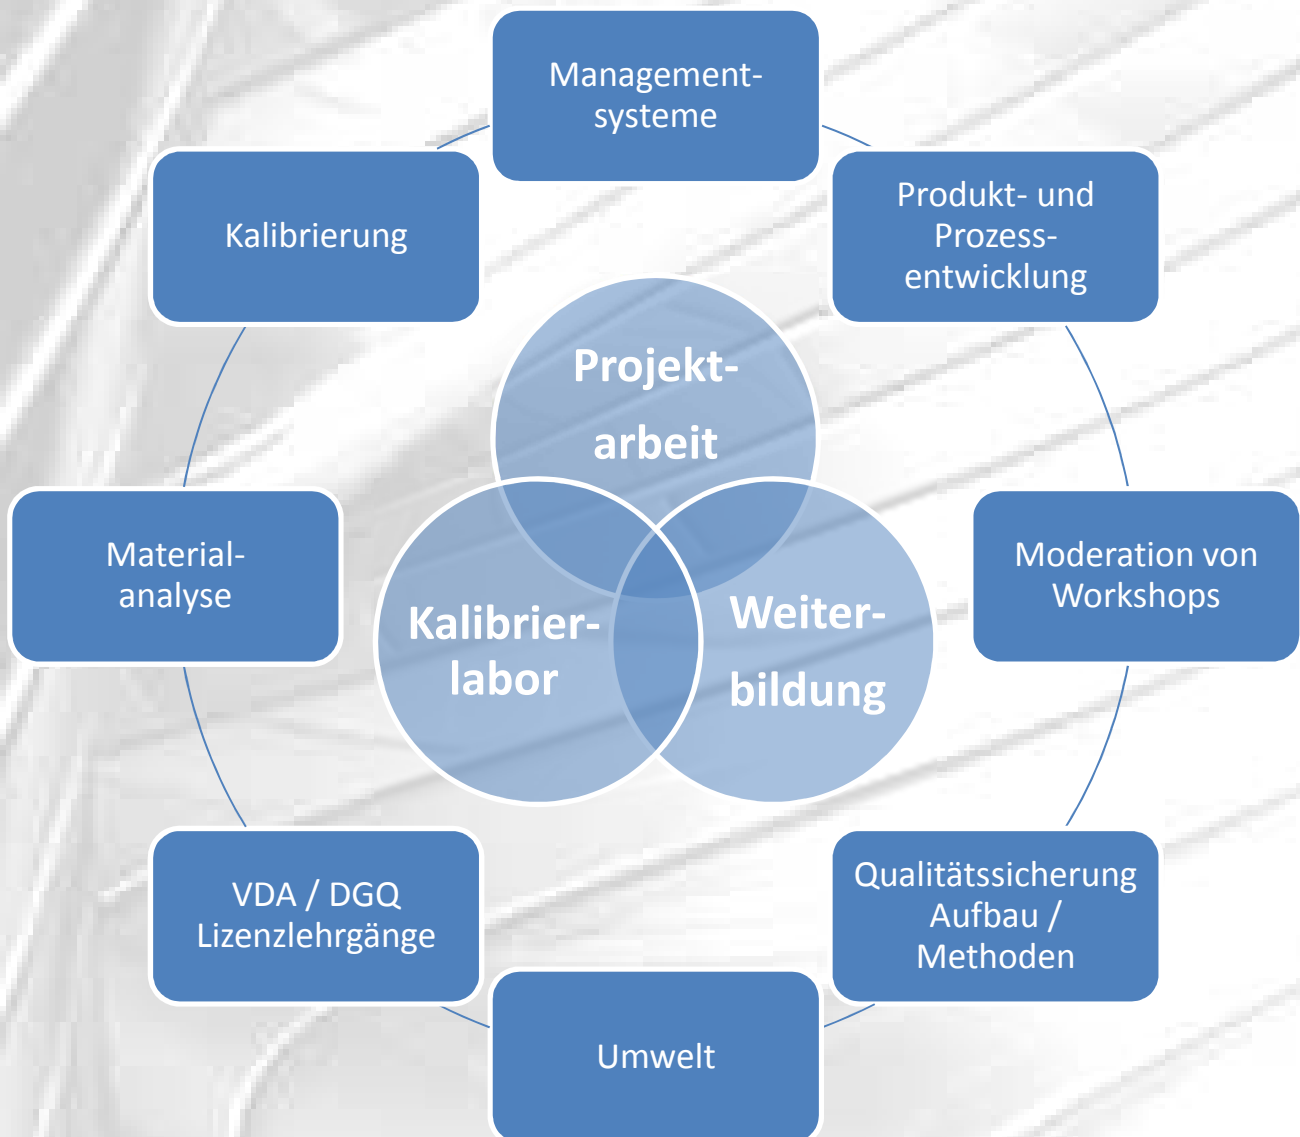 Management-
systeme
Produkt- und
Prozess-
entwicklung
Kalibrierung
Projekt-
arbeit
Material-
analyse
Moderation von
Workshops
Kalibrier-
labor
Weiter-
bildung
VDA / DGQ
Lizenzlehrgänge
Qualitätssicherung
Aufbau /
Methoden
Umwelt